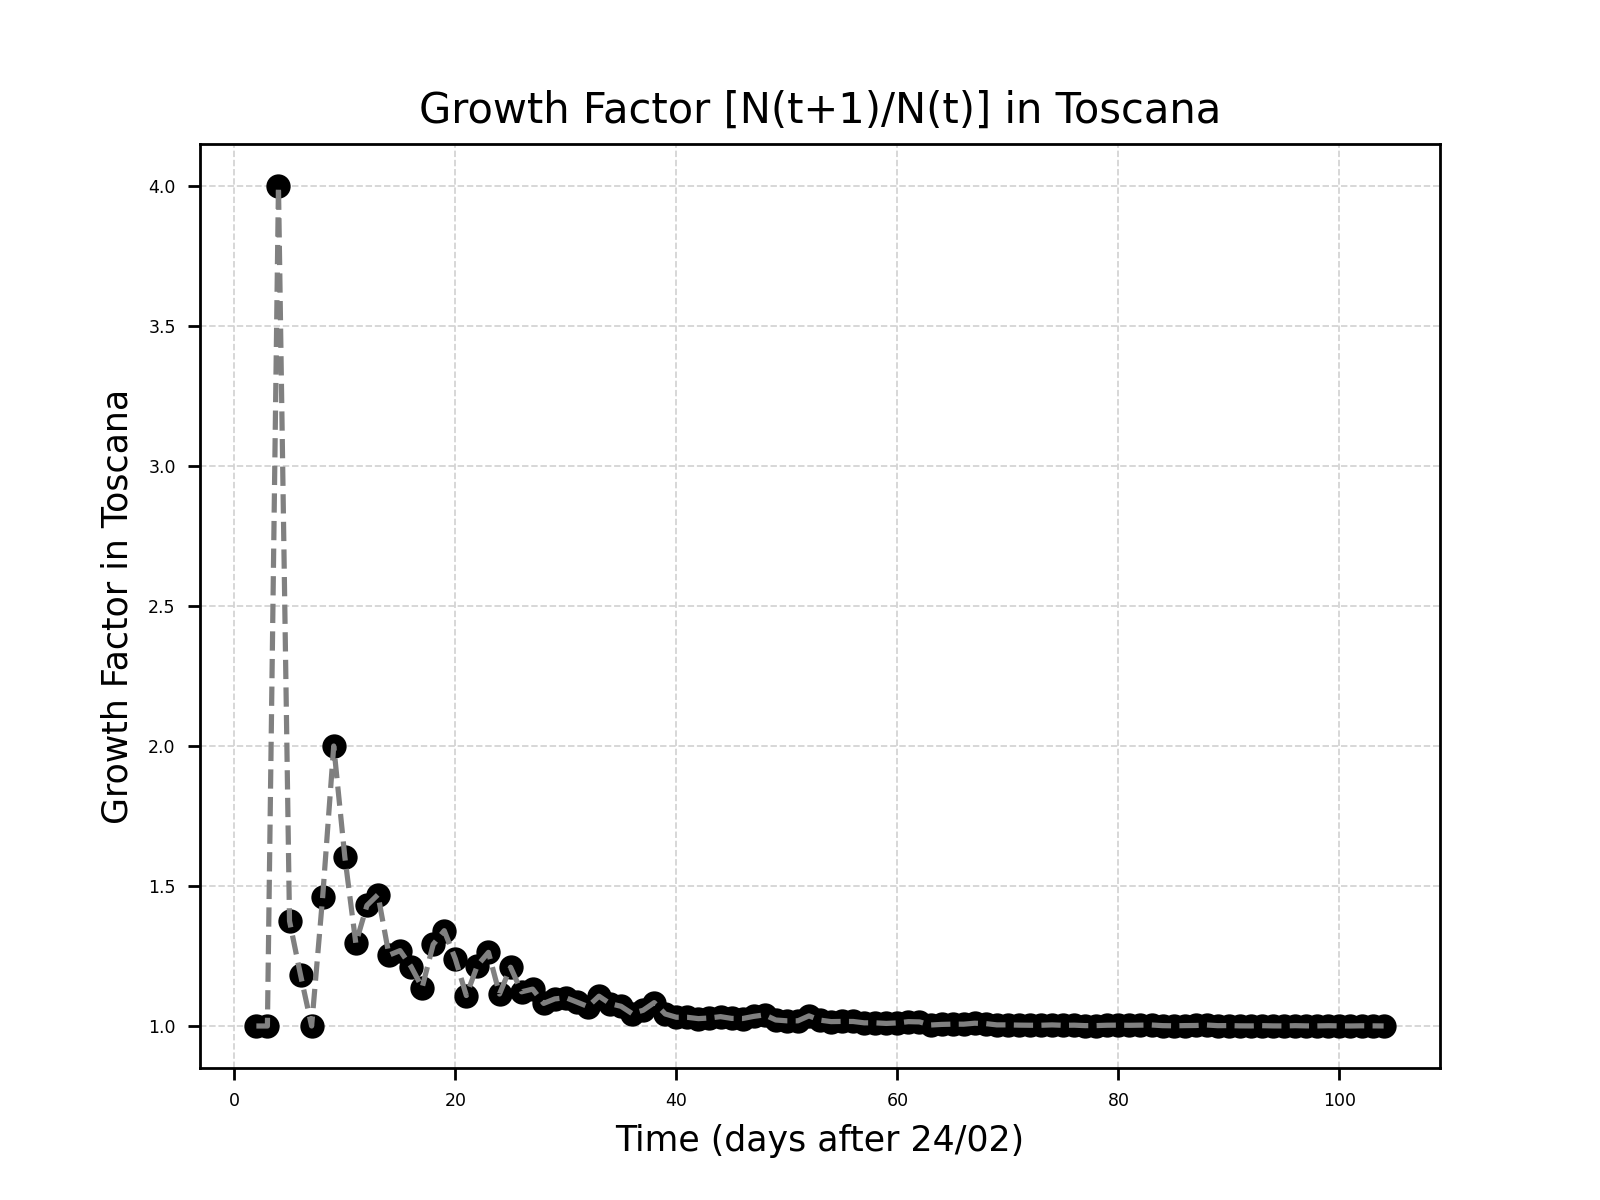 Growth Factor [N(t+1)/N(t)] in Toscana
Growth Factor in Toscana
4.0
3.5
3.0
2.5
2.0
1.5
1.0
0 20 40 60 80 100
Time (days after 24/02)